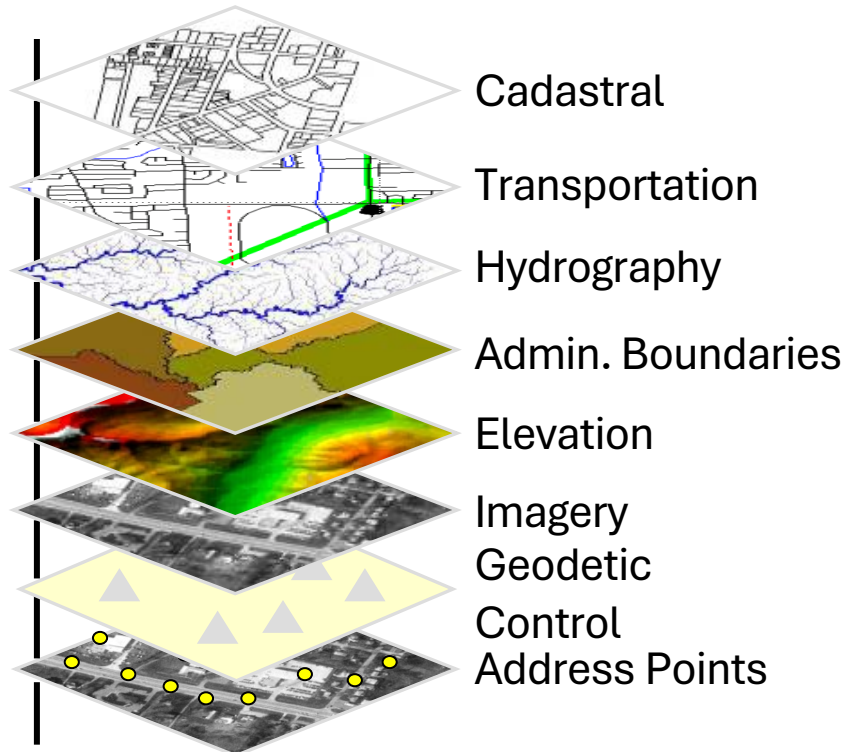 Cadastral
Transportation
Hydrography
Admin. Boundaries
Elevation
Imagery
Geodetic
Control
Address Points